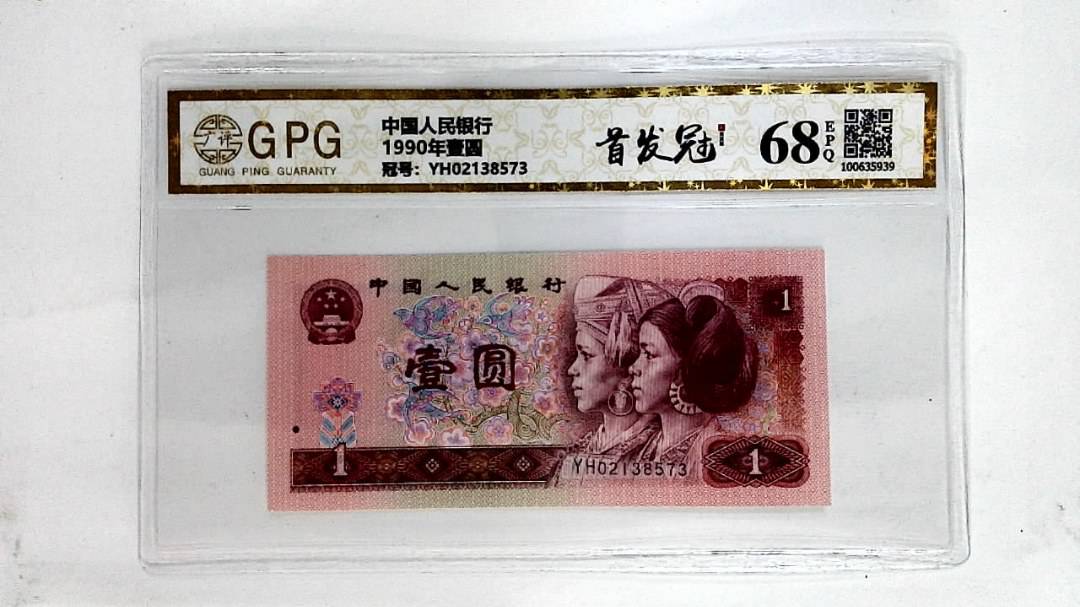 广评
GPG
GUANG PING GUARANTY
中国人民银行
1990年壹圆
冠号：YH02138573
首发冠
68
EPQ
100635939
中国人民银行
1
壹圆
1
YH02138573
1